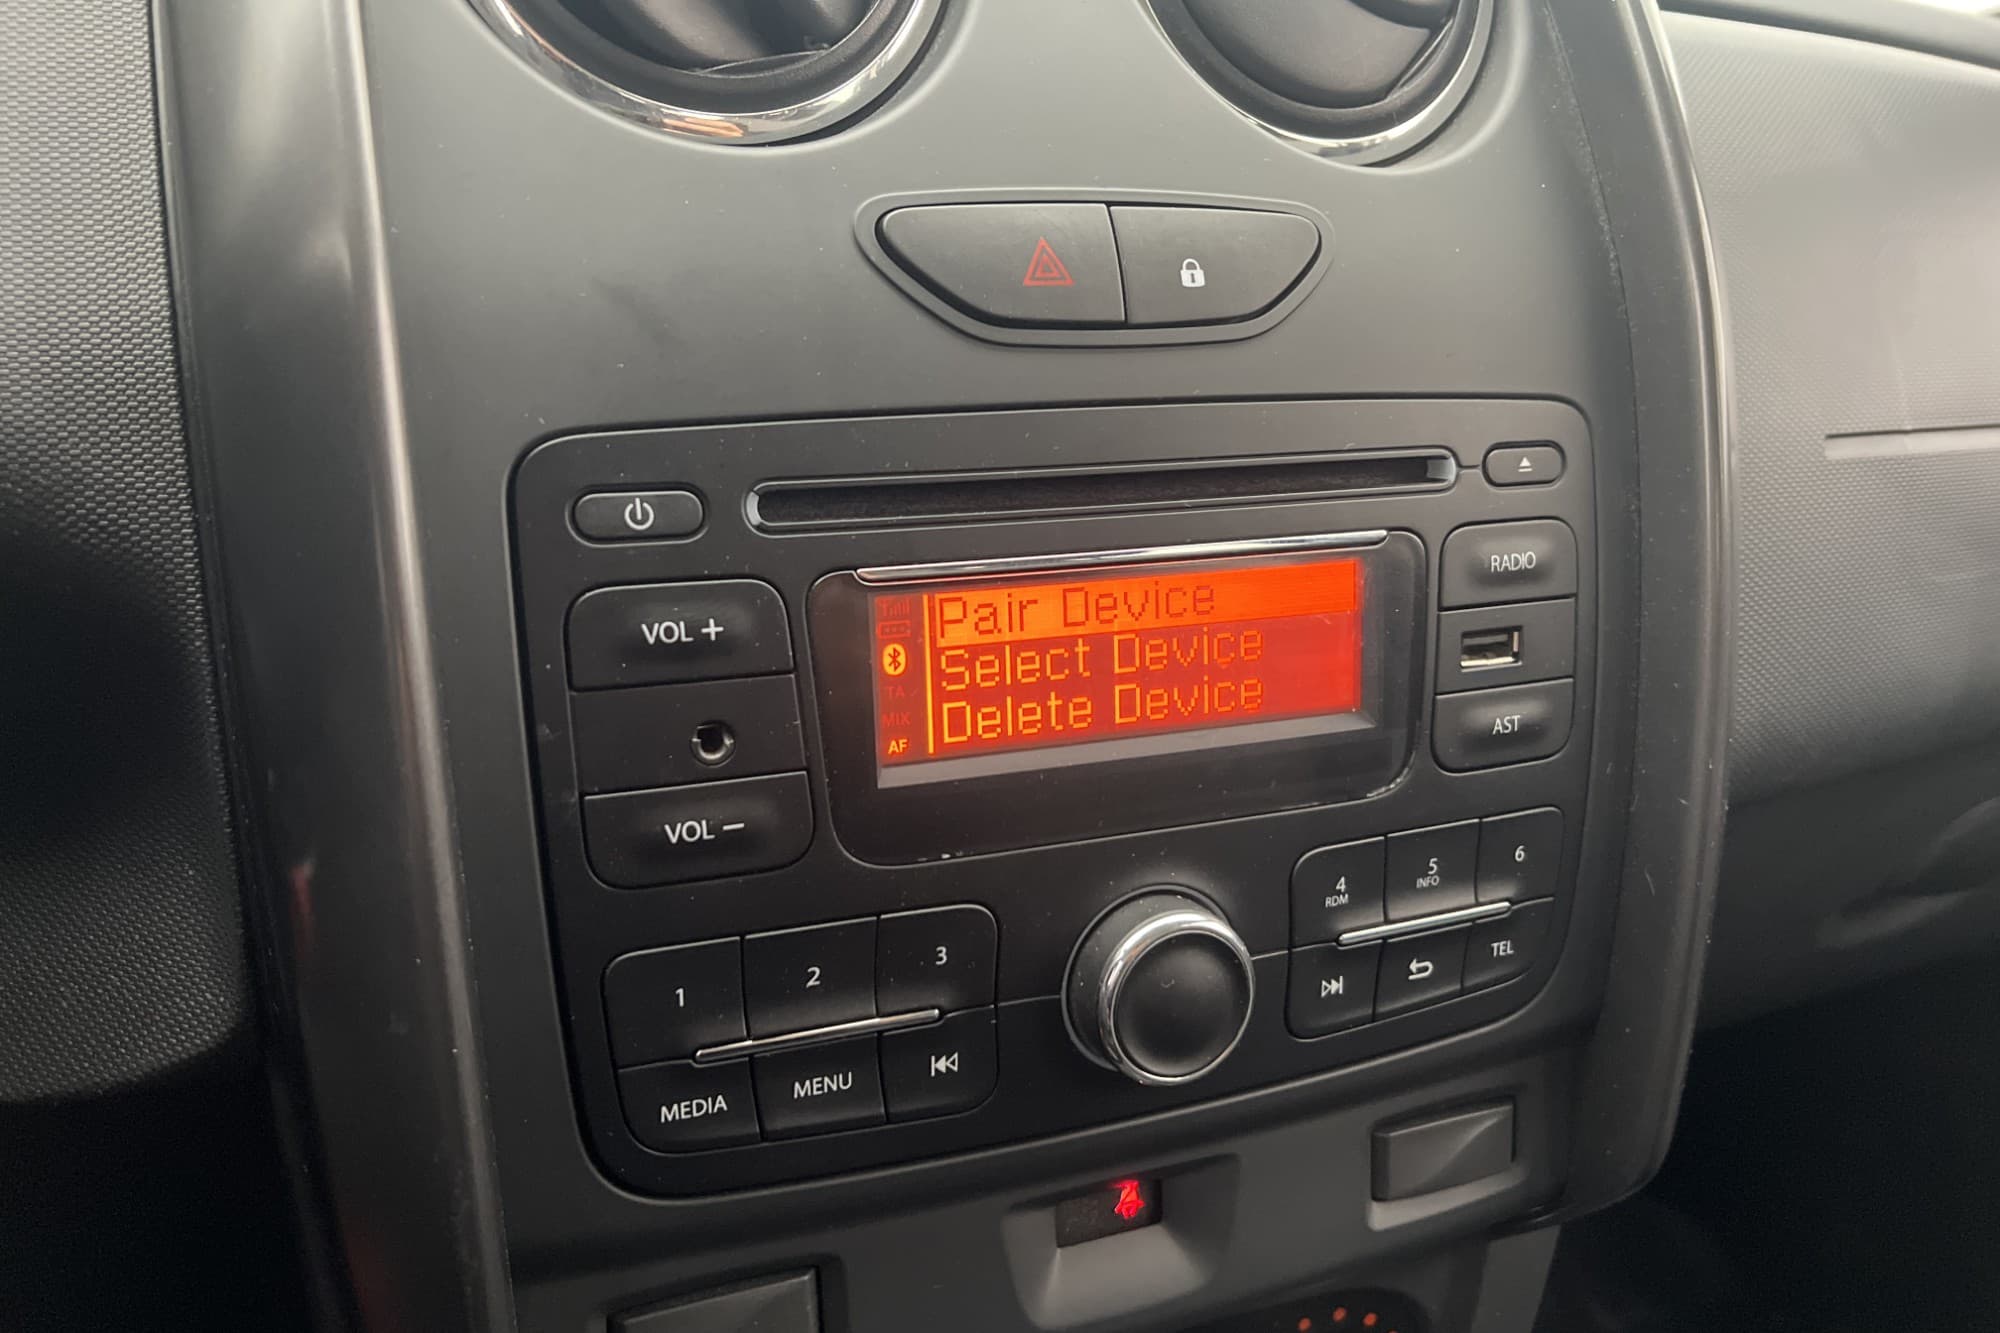 VOL +
VOL −
Pair Device
Select Device
Delete Device
TA
MIX
AF
RADIO
AST
1
2
3
MEDIA
MENU
4
RDM
5
INFO
6
TEL